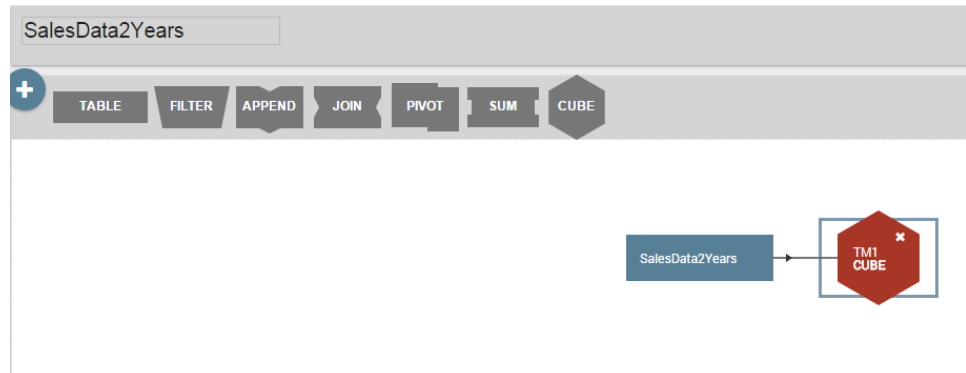 SalesData2Years
TABLE FILTER APPEND JOIN PIVOT SUM CUBE
SalesData2Years
TM1
CUBE